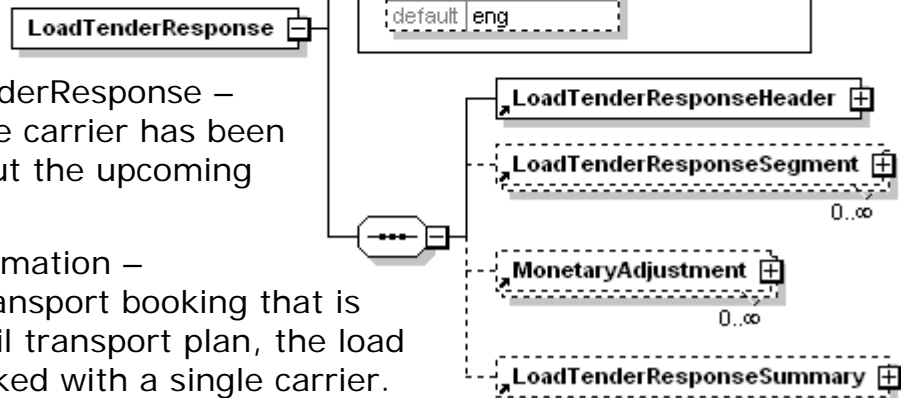 default eng
LoadTenderResponse
LoadTenderResponseHeader
derResponse –
carrier has been
LoadTenderResponseSegment
ut the upcoming
0..∞
mation –
MonetaryAdjustment
ansport booking that is
0..∞
transport plan, the load
ked with a single carrier.
LoadTenderResponseSummary